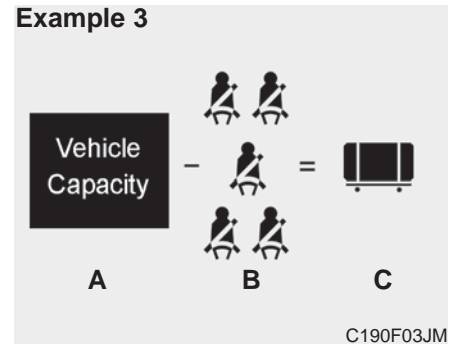 Example 3
Vehicle
Capacity
- =
A B C
C190F03JM